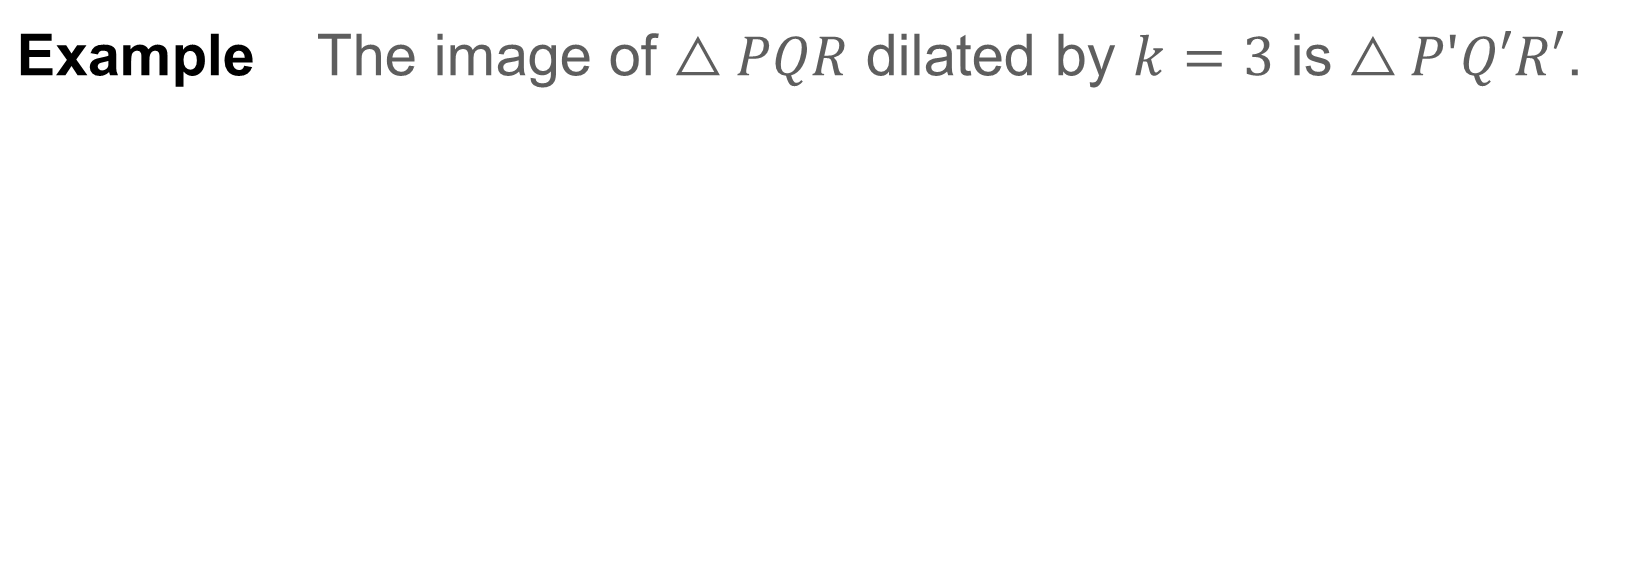 Example The image of △ PQR dilated by k = 3 is △ P'Q′R′.